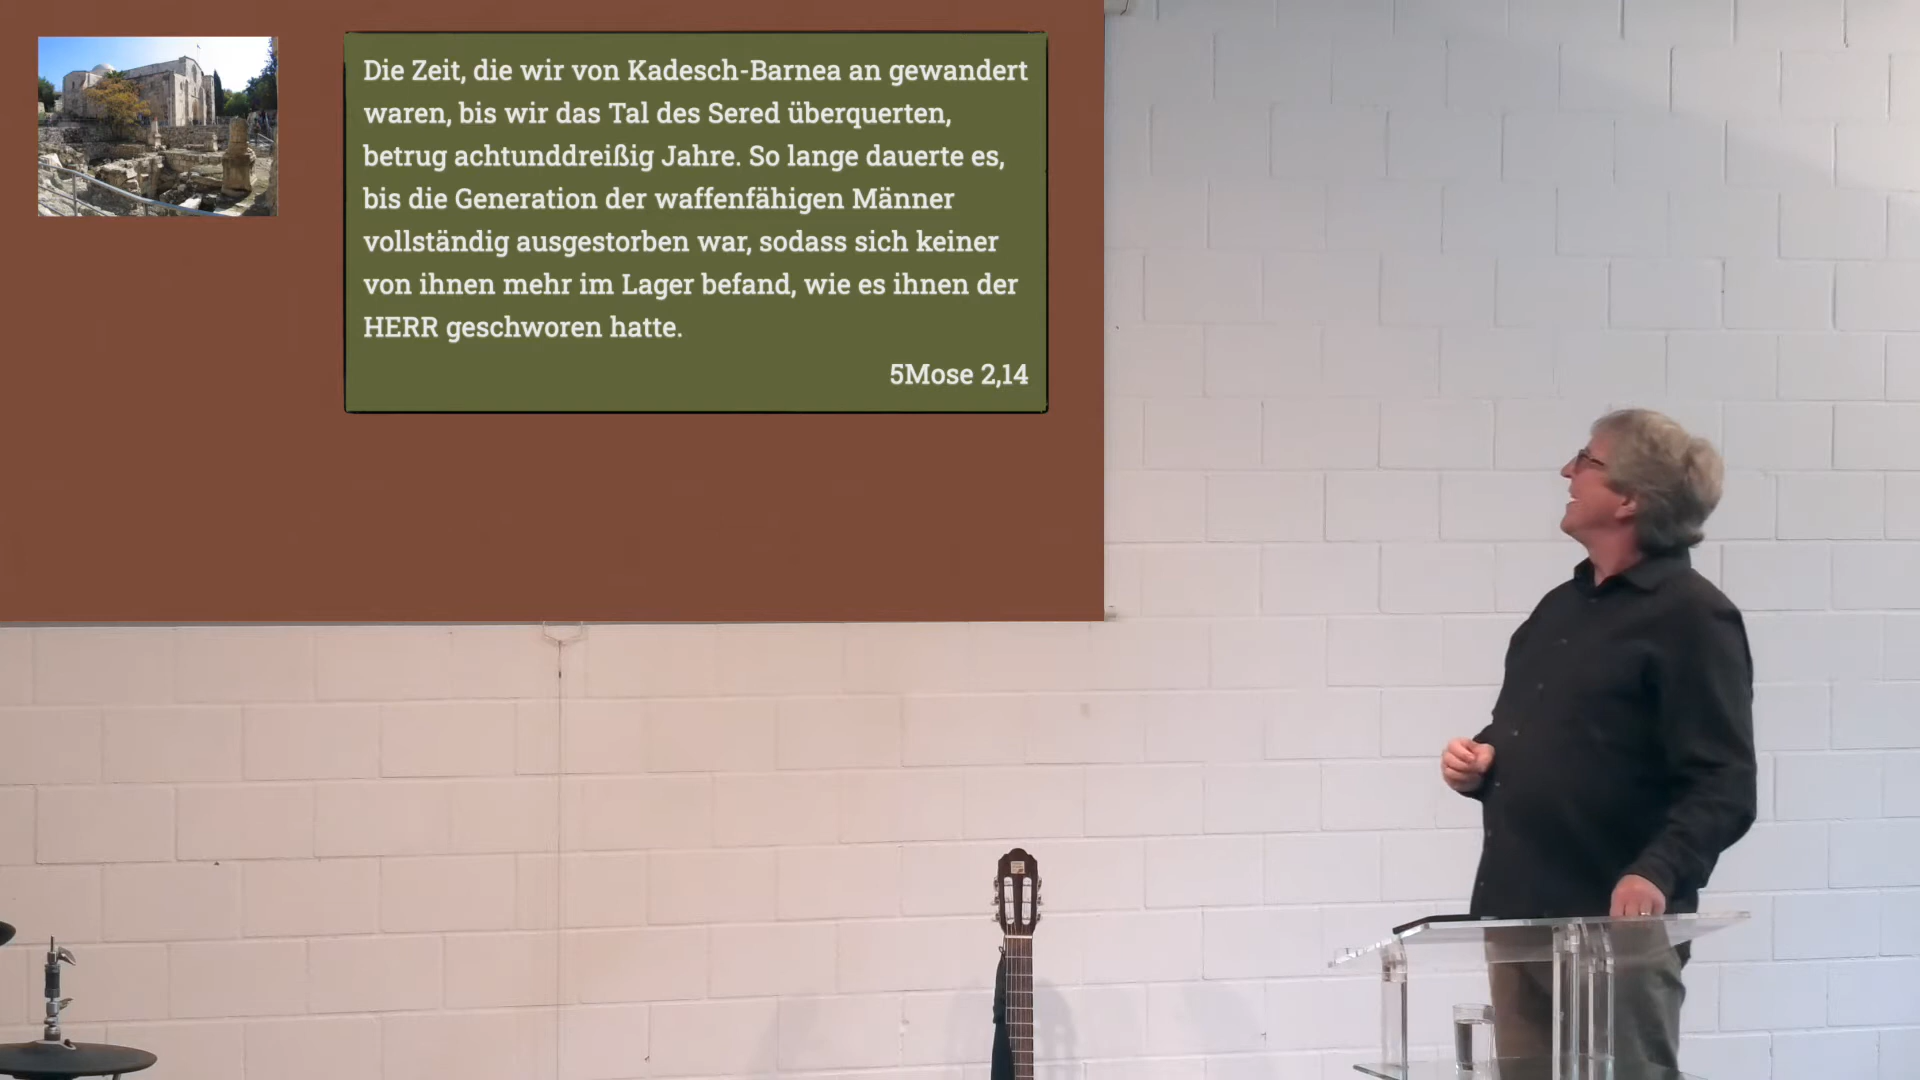 Die Zeit, die wir von Kadesch-Barnea an gewandert
waren, bis wir das Tal des Sered überquerten,
betrug achtunddreißig Jahre. So lange dauerte es,
bis die Generation der waffenfähigen Männer
vollständig ausgestorben war, sodass sich keiner
von ihnen mehr im Lager befand, wie es ihnen der
HERR geschworen hatte.
5Mose 2,14